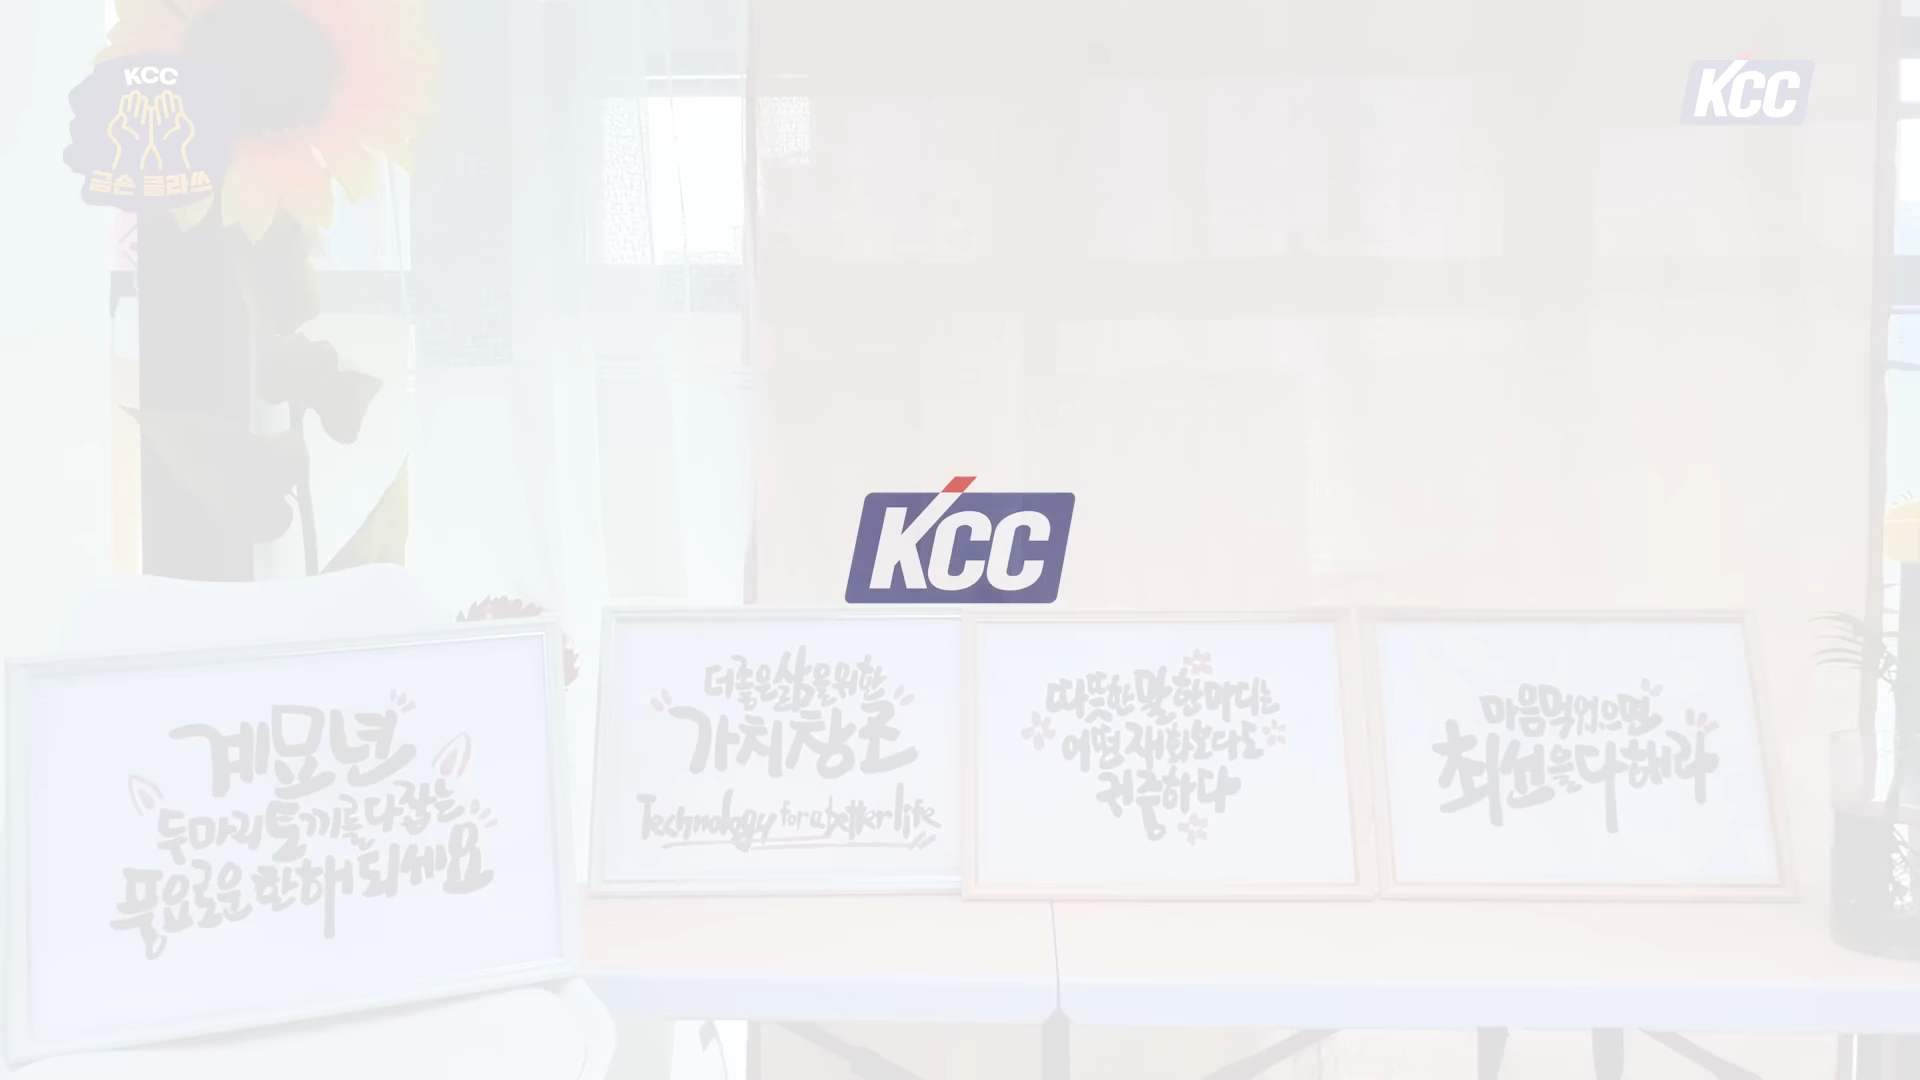 KCC
금손 클라쓰
KCC
KCC
계묘년
두마리토끼를다잡는
풍요로운한해되세요
더좋은삶을위한
가치창조
Technology for a better life
따뜻한말한마디는
어떤재화보다도
귀중하다
마음먹었으면
최선을다해라